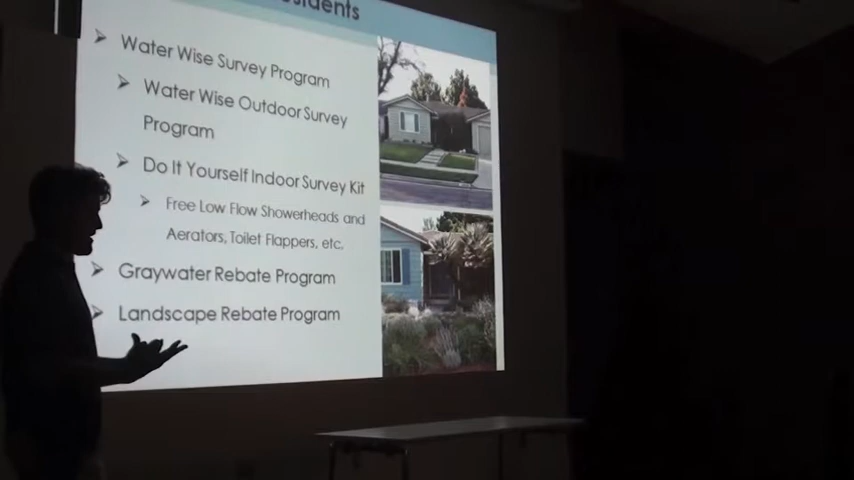 Water Wise Survey Program
Water Wise Outdoor Survey
Program
Do It Yourself Indoor Survey Kit
Free Low Flow Showerheads and
Aerators, Toilet Flappers, etc.
Graywater Rebate Program
Landscape Rebate Program